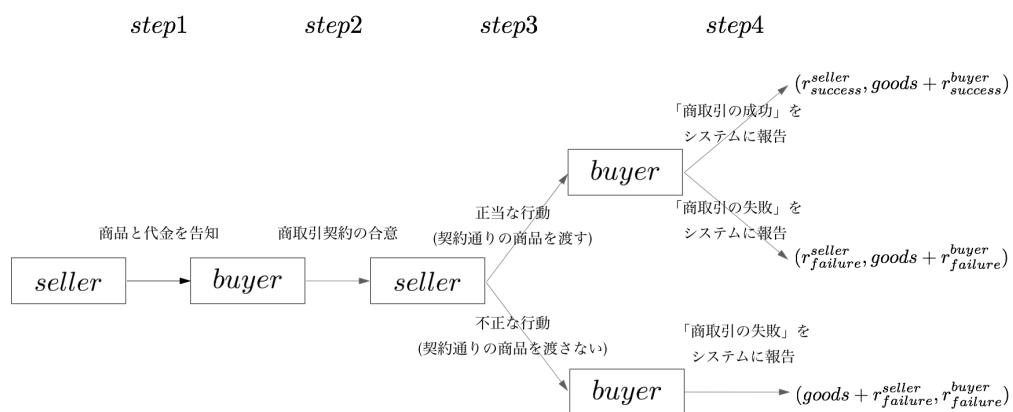 step1 step2 step3 step4
(r^{seller}_{success}, goods + r^{buyer}_{success})
「商取引の成功」を
システムに報告
buyer
正当な行動
(契約通りの商品を渡す)
「商取引の失敗」を
システムに報告
(r^{seller}_{failure}, goods + r^{buyer}_{failure})
商品と代金を告知
商取引契約の合意
seller buyer seller
不正な行動
(契約通りの商品を渡さない)
「商取引の失敗」を
システムに報告
buyer
(goods + r^{seller}_{failure}, r^{buyer}_{failure})